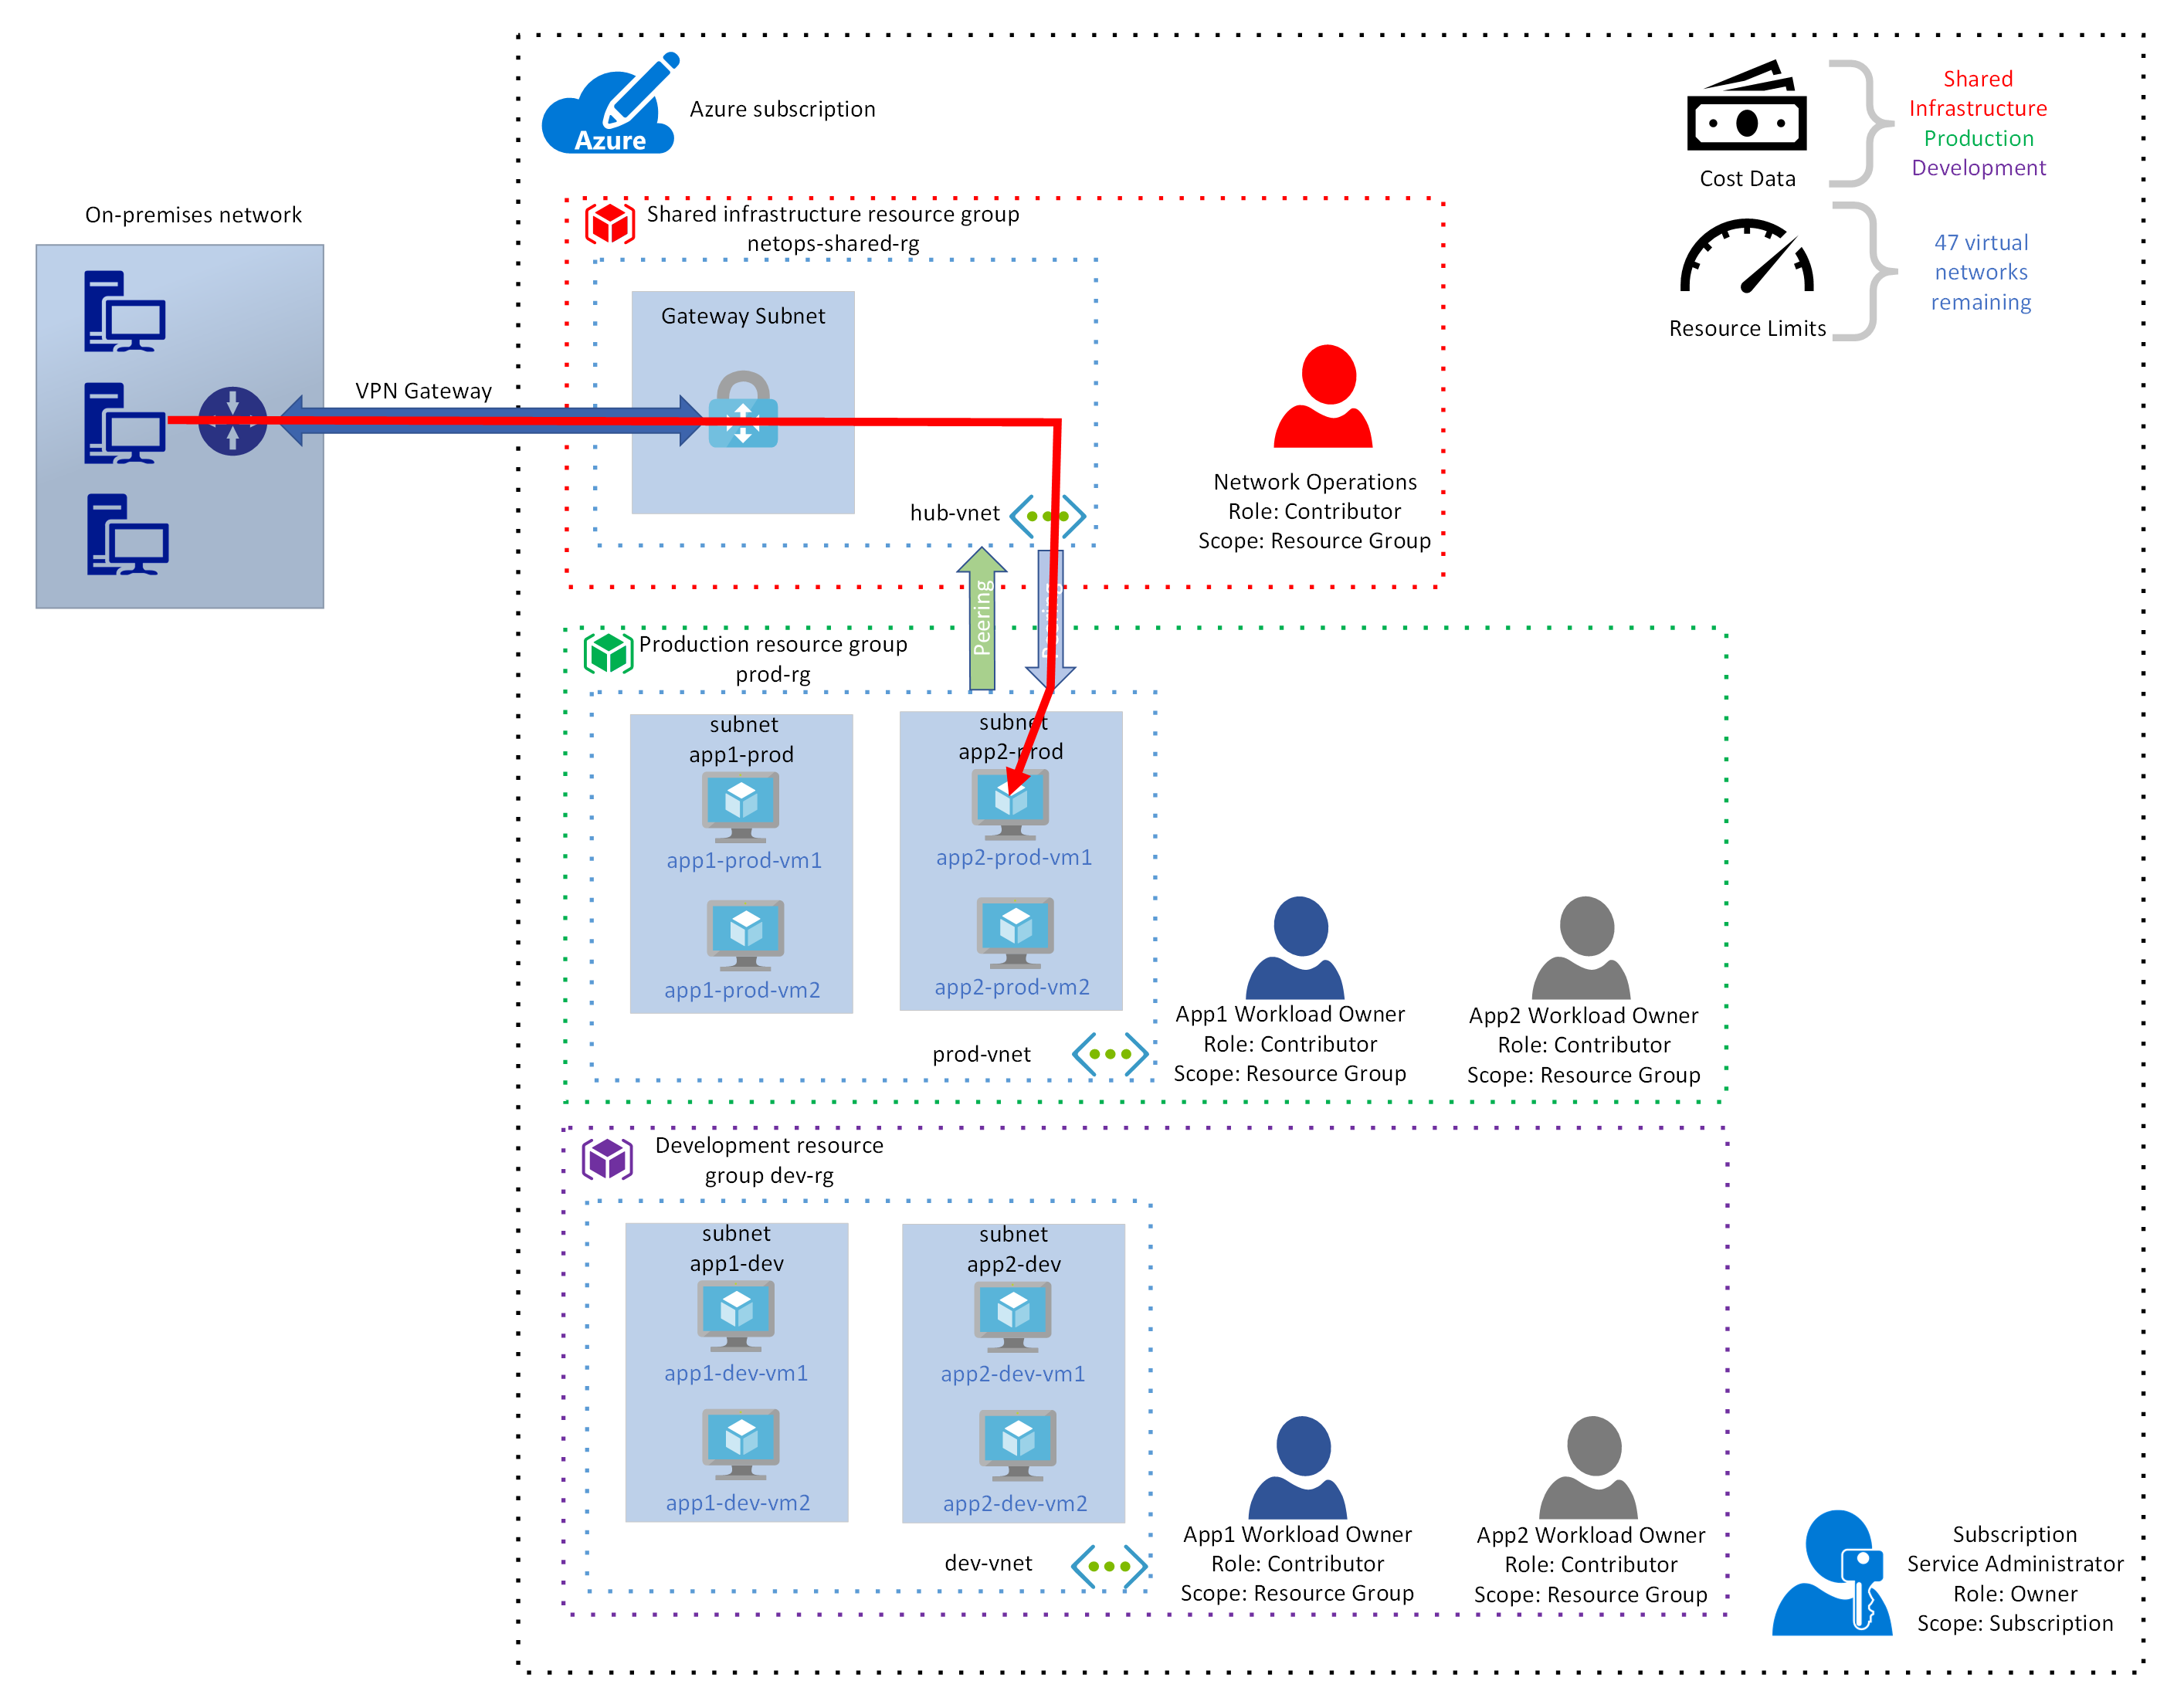 Azure
Azure subscription
Cost Data
Shared
Infrastructure
Production
Development
Resource Limits
47 virtual
networks
remaining
On-premises network
VPN Gateway
Shared infrastructure resource group
netops-shared-rg
Gateway Subnet
hub-vnet
Network Operations
Role: Contributor
Scope: Resource Group
Peering
Peering
Production resource group
prod-rg
subnet
app1-prod
app1-prod-vm1
app1-prod-vm2
subnet
app2-prod
app2-prod-vm1
app2-prod-vm2
prod-vnet
App1 Workload Owner
Role: Contributor
Scope: Resource Group
App2 Workload Owner
Role: Contributor
Scope: Resource Group
Development resource
group dev-rg
subnet
app1-dev
app1-dev-vm1
app1-dev-vm2
subnet
app2-dev
app2-dev-vm1
app2-dev-vm2
dev-vnet
App1 Workload Owner
Role: Contributor
Scope: Resource Group
App2 Workload Owner
Role: Contributor
Scope: Resource Group
Subscription
Service Administrator
Role: Owner
Scope: Subscription